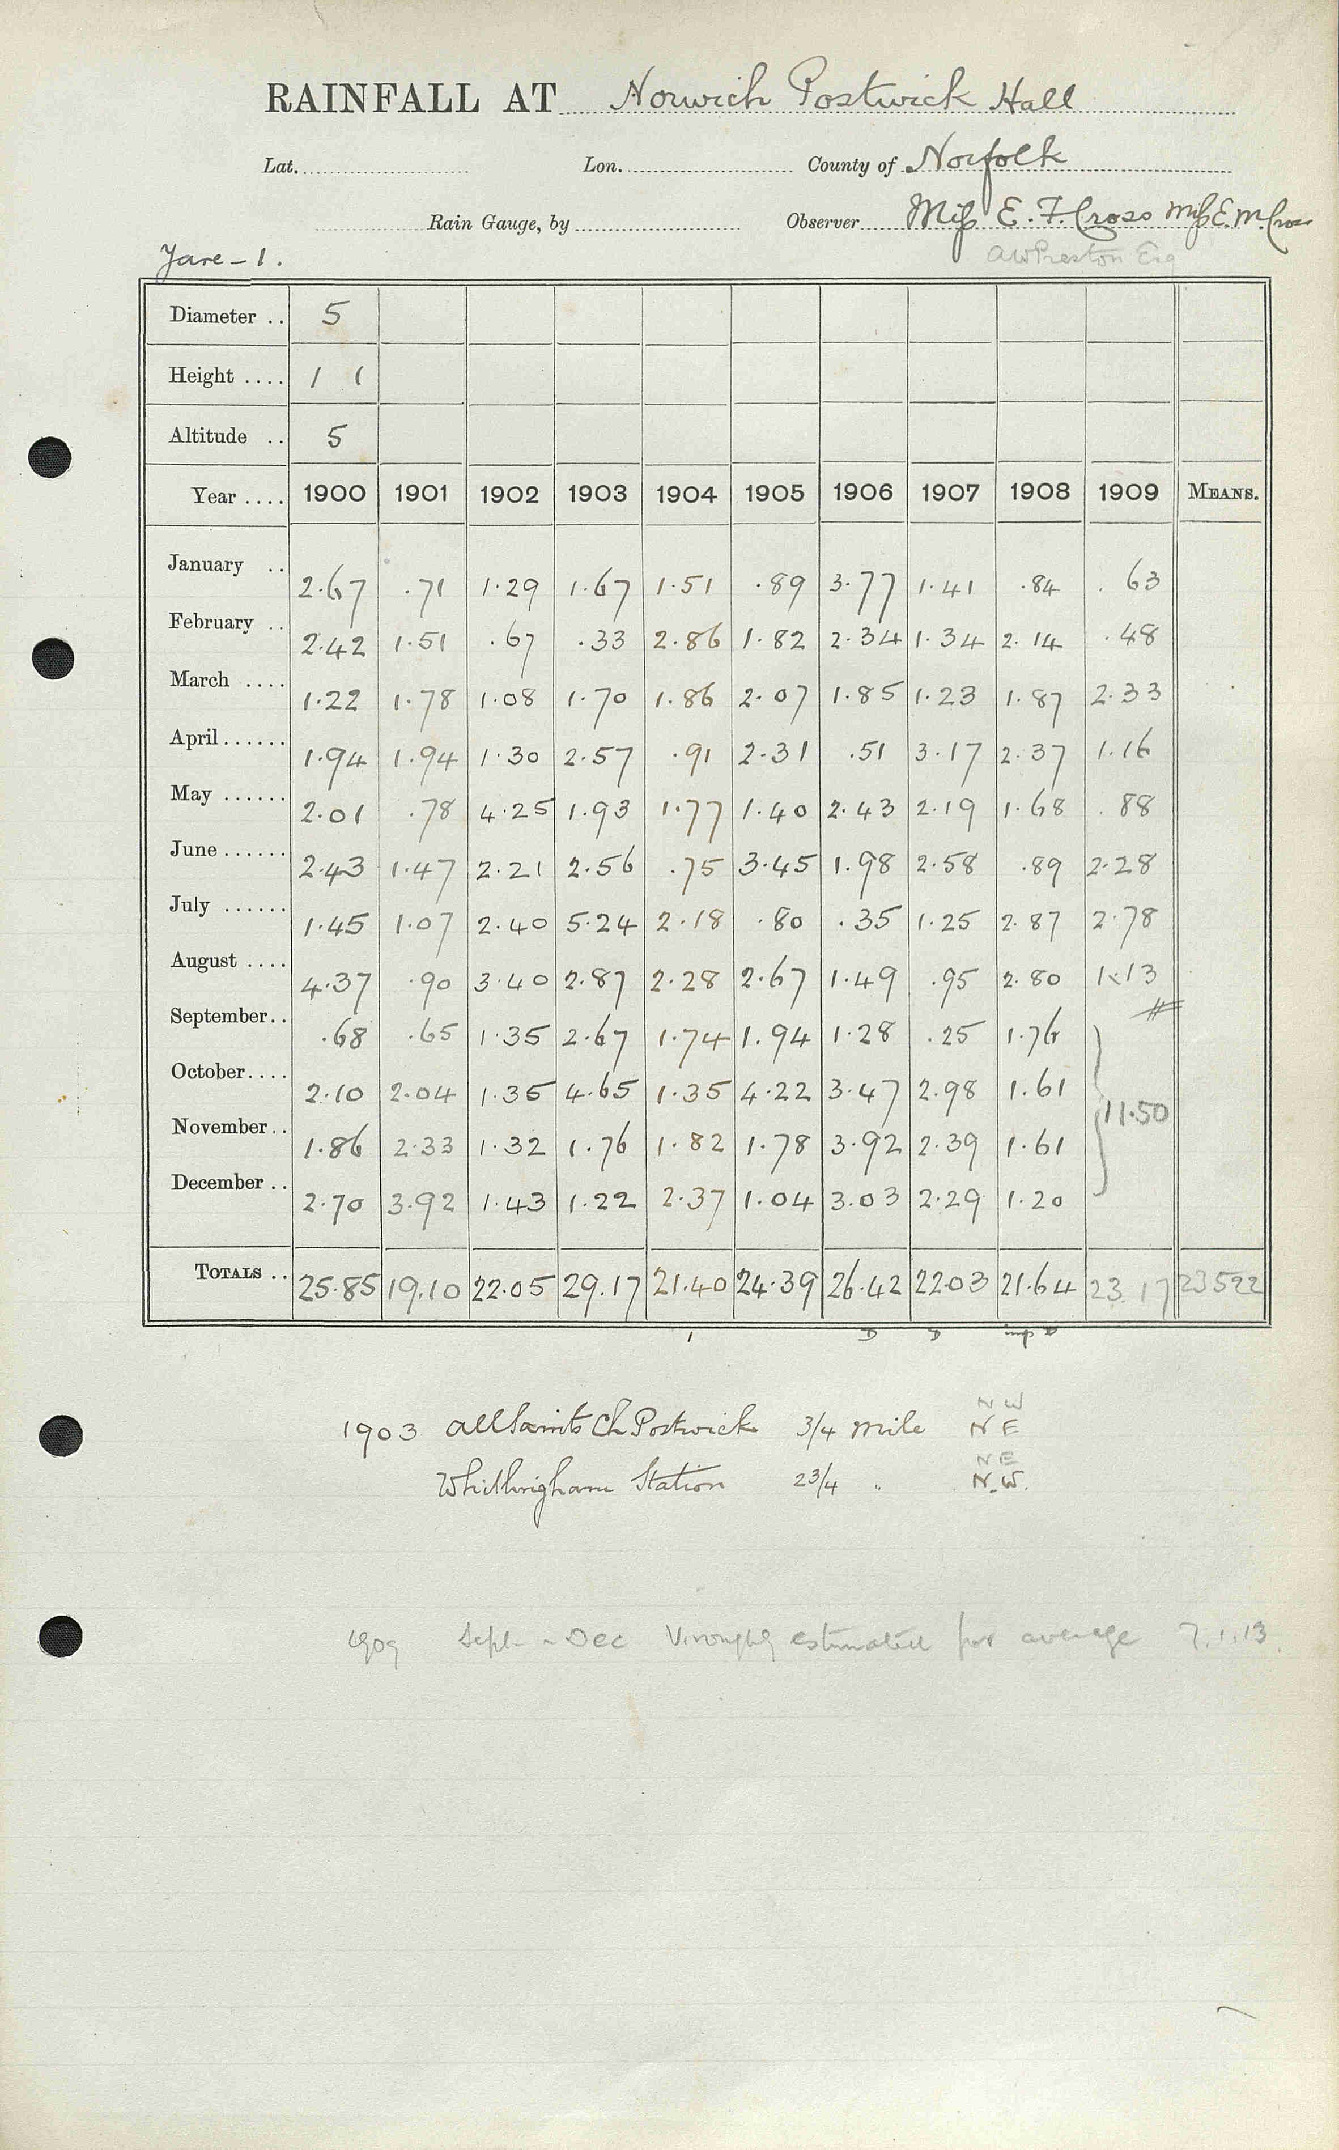 RAINFALL AT Norwich Postwick Hall
Lat. Lon. County of Norfolk
Rain Gauge, by Observer Miss E. F. Cross Miss E. M. Cross
Yare - 1. AW Preston Esq
Diameter .. 5
Height .... 1 1
Altitude .. 5
Year .... 1900 1901 1902 1903 1904 1905 1906 1907 1908 1909 MEANS.
January .. 2.67 .71 1.29 1.67 1.51 .89 3.77 1.41 .84 .63
February .. 2.42 1.51 .67 .33 2.86 1.82 2.34 1.34 2.14 .48
March .... 1.22 1.78 1.08 1.70 1.86 2.07 1.85 1.23 1.87 2.33
April...... 1.94 1.94 1.30 2.57 .91 2.31 .51 3.17 2.37 1.16
May ...... 2.01 .78 4.25 1.93 1.77 1.40 2.43 2.19 1.68 .88
June ...... 2.43 1.47 2.21 2.56 .75 3.45 1.98 2.58 .89 2.28
July ...... 1.45 1.07 2.40 5.24 2.18 .80 .35 1.25 2.87 2.78
August .... 4.37 .90 3.40 2.87 2.28 2.67 1.49 .95 2.80 1.13
September.. .68 .65 1.35 2.67 1.74 1.94 1.28 .25 1.76
October.... 2.10 2.04 1.35 4.65 1.35 4.22 3.47 2.98 1.61
11.50
November.. 1.86 2.33 1.32 1.76 1.82 1.78 3.92 2.39 1.61
December .. 2.70 3.92 1.43 1.22 2.37 1.04 3.03 2.29 1.20
TOTALS .. 25.85 19.10 22.05 29.17 21.40 24.39 26.42 22.03 21.64 23.17 23522
D D imp D
NW
1903 All Saints Ch Postwick 3/4 mile NE
NE
Whitlingham Station 2 3/4 " N.W.
1909 Sept - Dec V. roughly estimated for average 7.1.13.